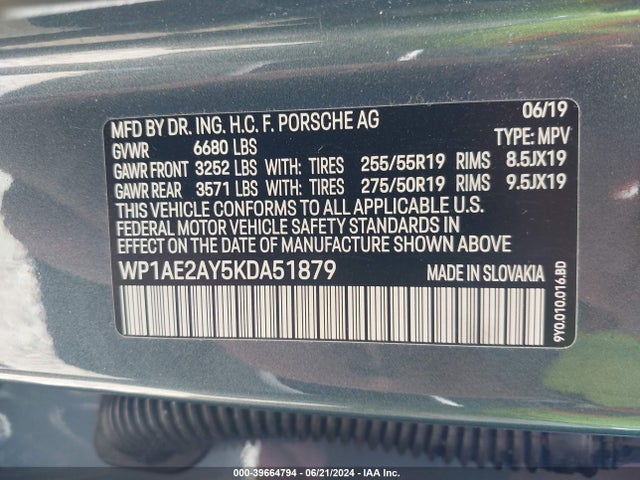 06/19
MFD BY DR. ING. H.C. F. PORSCHE AG
GVWR 6680 LBS TYPE: MPV
GAWR FRONT 3252 LBS WITH: TIRES 255/55R19 RIMS 8.5JX19
GAWR REAR 3571 LBS WITH: TIRES 275/50R19 RIMS 9.5JX19
THIS VEHICLE CONFORMS TO ALL APPLICABLE U.S.
FEDERAL MOTOR VEHICLE SAFETY STANDARDS IN
EFFECT ON THE DATE OF MANUFACTURE SHOWN ABOVE.
WP1AE2AY5KDA51879 MADE IN SLOVAKIA
9Y0.010.016.BD
000-39664794 - 06/21/2024 - IAA Inc.